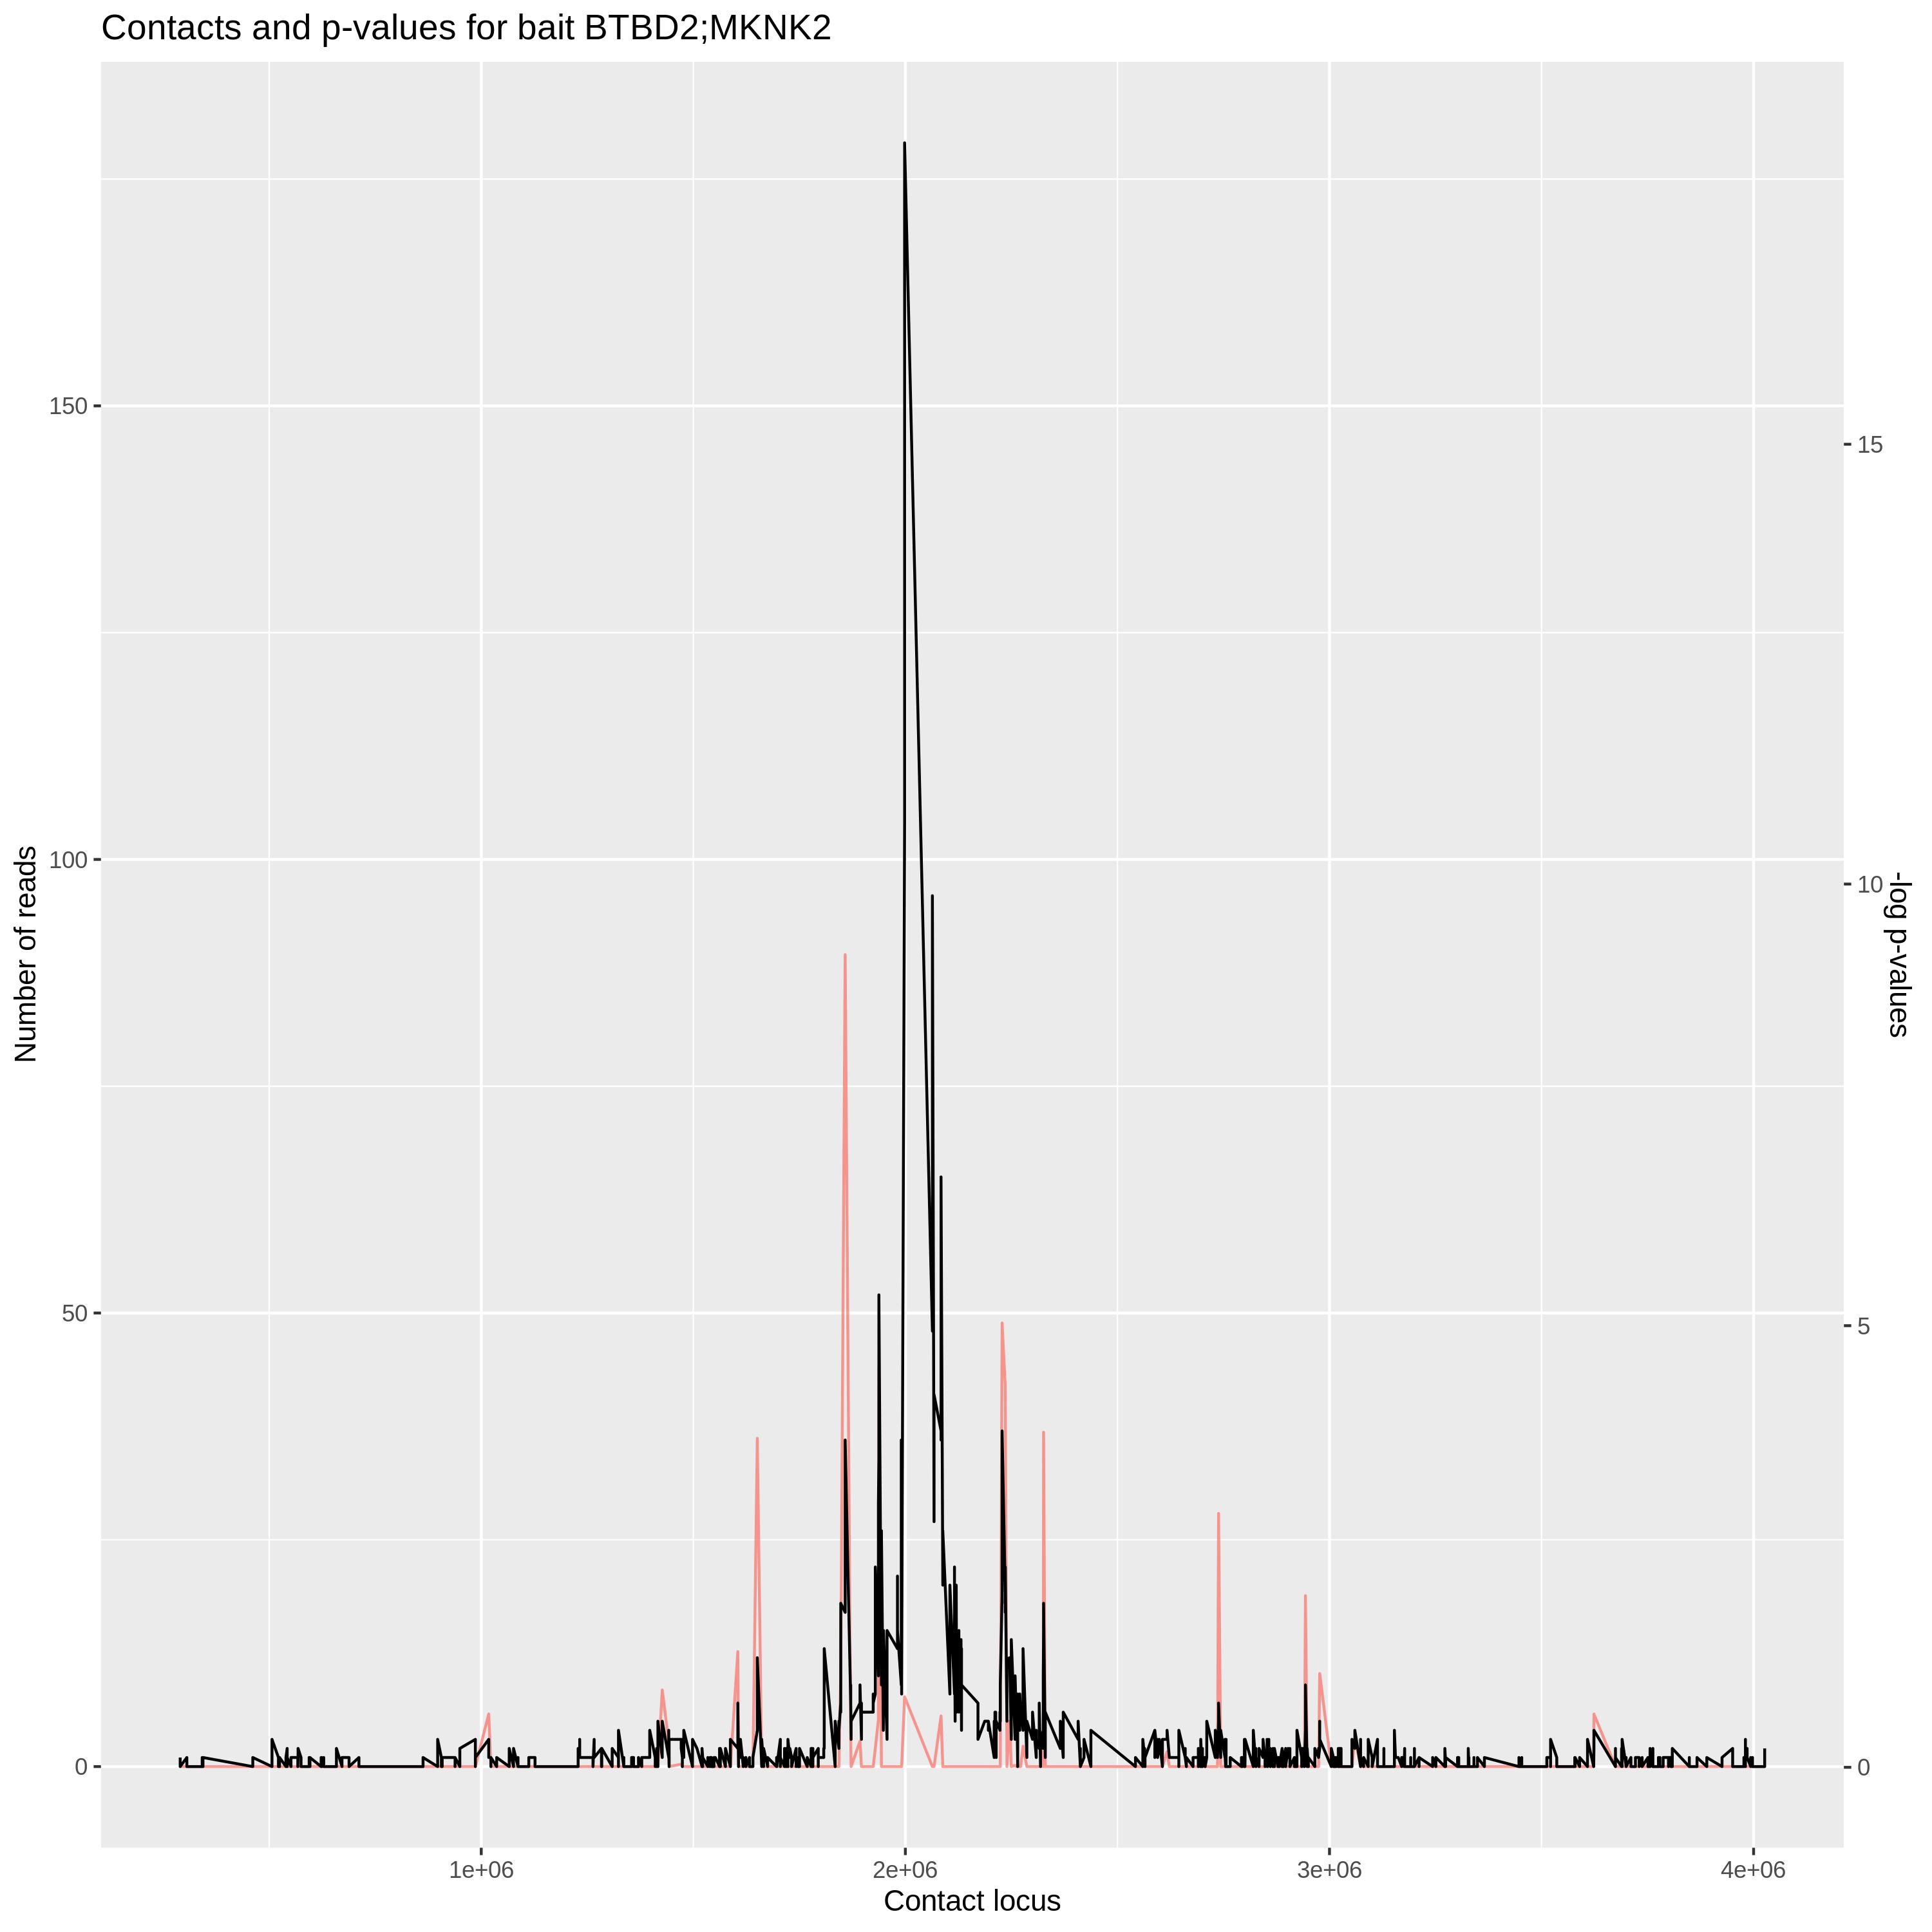 Contacts and p-values for bait BTBD2;MKNK2
Number of reads
150
100
50
0
15
10
5
0
-log p-values
1e+06
2e+06
3e+06
4e+06
Contact locus